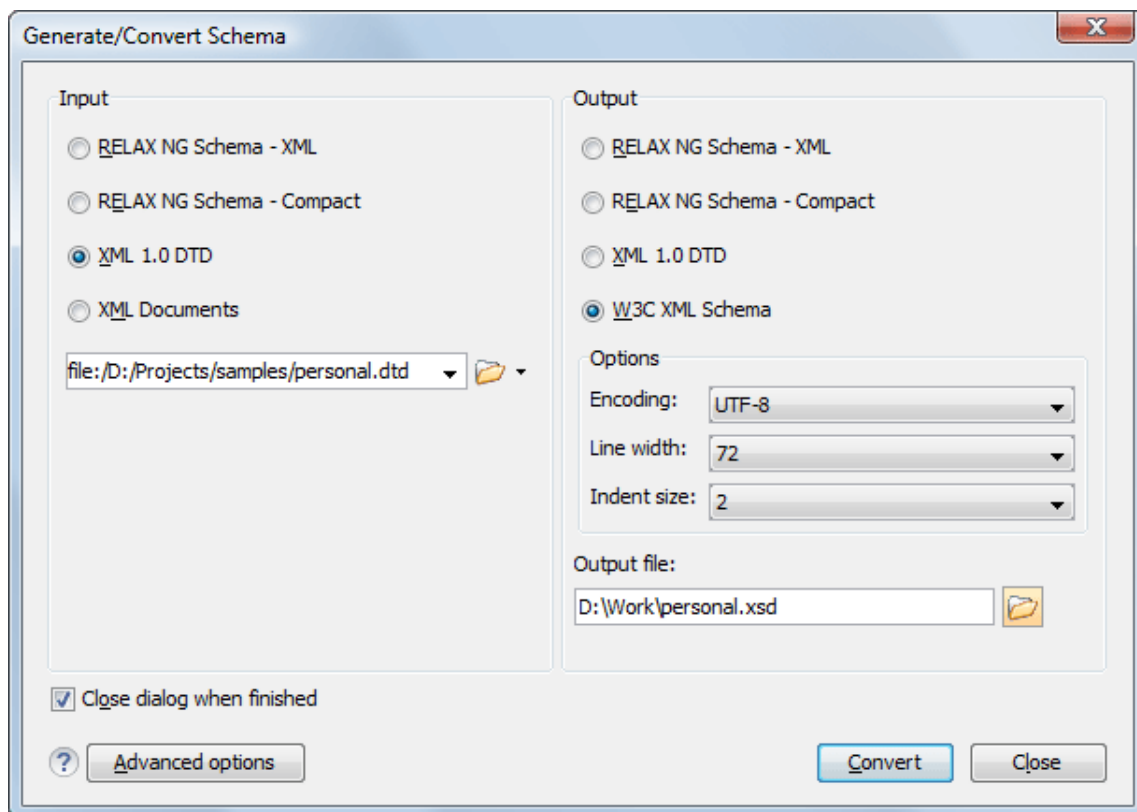 Generate/Convert Schema
Input
RELAX NG Schema - XML
RELAX NG Schema - Compact
XML 1.0 DTD
XML Documents
file:/D:/Projects/samples/personal.dtd
Output
RELAX NG Schema - XML
RELAX NG Schema - Compact
XML 1.0 DTD
W3C XML Schema
Options
Encoding: UTF-8
Line width: 72
Indent size: 2
Output file:
D:\Work\personal.xsd
Close dialog when finished
? Advanced options
Convert
Close